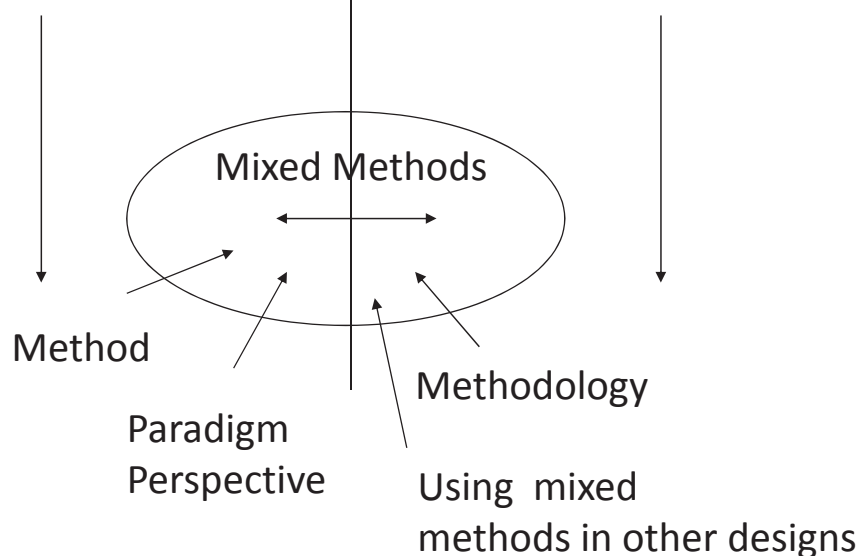 Mixed Methods
Method
Methodology
Paradigm
Perspective
Using mixed
methods in other designs